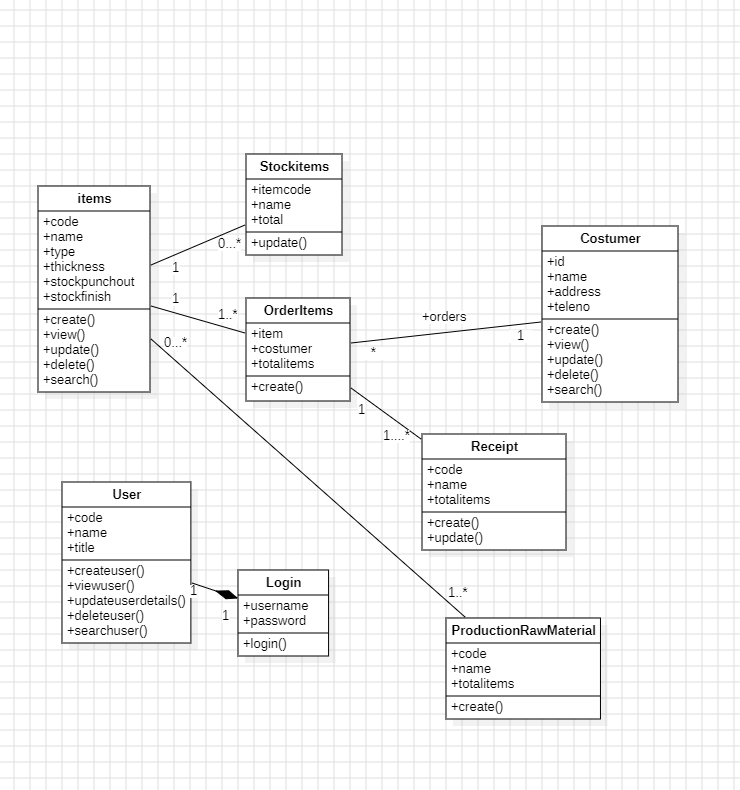 Stockitems
+itemcode
+name
+total
+update()
items
+code
+name
+type
+thickness
+stockpunchout
+stockfinish
+create()
+view()
+update()
+delete()
+search()
0...*
1
1
1..*
0...*
OrderItems
+item
+costumer
+totalitems
+create()
+orders
*
1
Costumer
+id
+name
+address
+teleno
+create()
+view()
+update()
+delete()
+search()
1
1....*
Receipt
+code
+name
+totalitems
+create()
+update()
User
+code
+name
+title
+createuser()
+viewuser()
+updateuserdetails()
+deleteuser()
+searchuser()
1
1
Login
+username
+password
+login()
1..*
ProductionRawMaterial
+code
+name
+totalitems
+create()